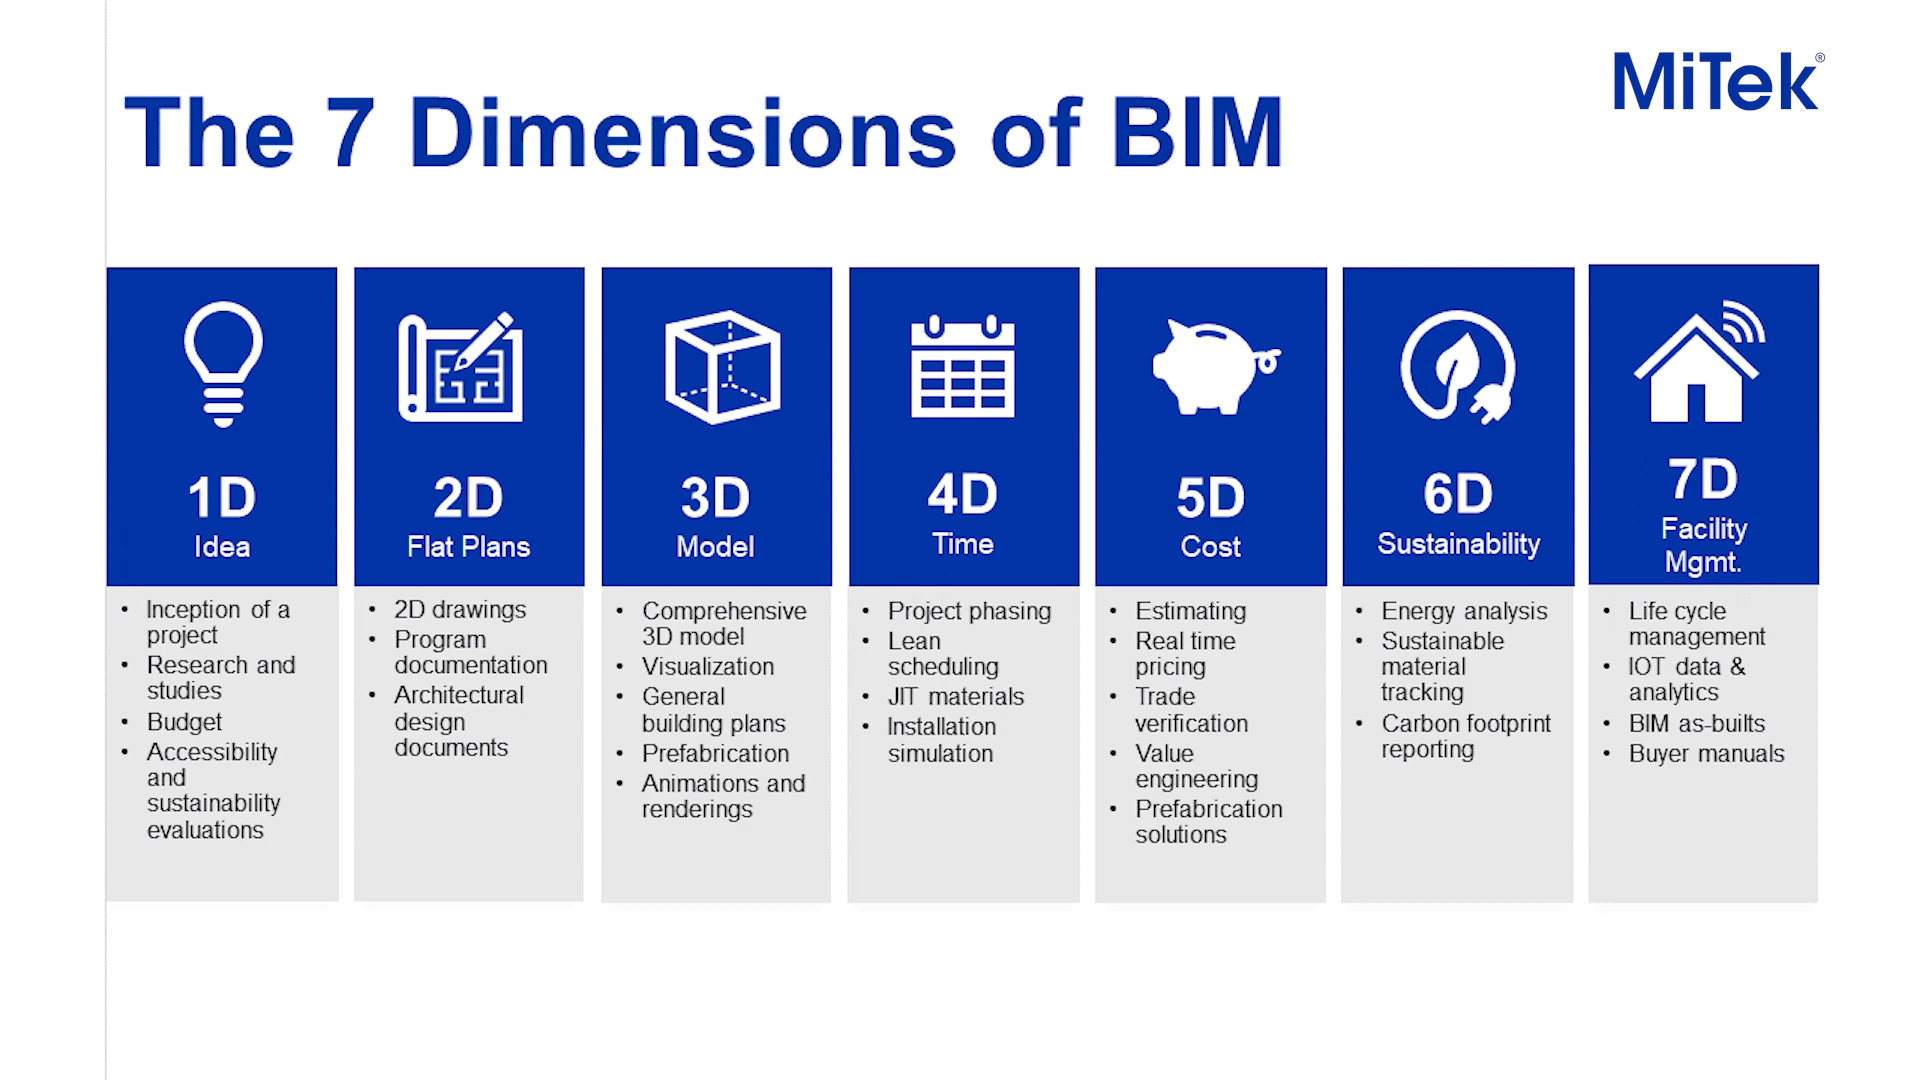 MiTek®
The 7 Dimensions of BIM
1D
Idea
• Inception of a
project
• Research and
studies
• Budget
• Accessibility
and
sustainability
evaluations
2D
Flat Plans
• 2D drawings
• Program
documentation
• Architectural
design
documents
3D
Model
• Comprehensive
3D model
• Visualization
• General
building plans
• Prefabrication
• Animations and
renderings
4D
Time
• Project phasing
• Lean
scheduling
• JIT materials
• Installation
simulation
5D
Cost
• Estimating
• Real time
pricing
• Trade
verification
• Value
engineering
• Prefabrication
solutions
6D
Sustainability
• Energy analysis
• Sustainable
material
tracking
• Carbon footprint
reporting
7D
Facility
Mgmt.
• Life cycle
management
• IOT data &
analytics
• BIM as-builts
• Buyer manuals